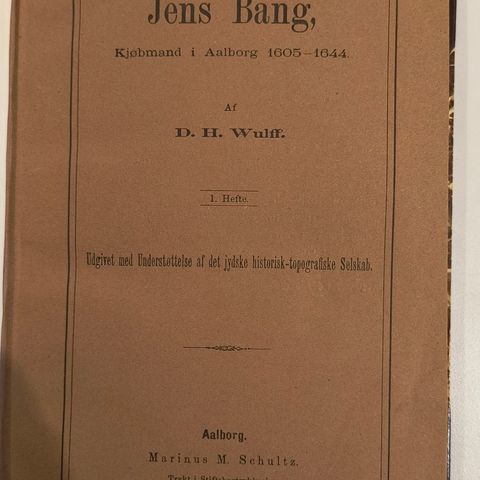 Jens Bang,
Kjøbmand i Aalborg 1605-1644.
Af
D. H. Wulff.
1. Hefte.
Udgivet med Understøttelse af det jydske historisk-topografiske Selskab.
Aalborg.
Marinus M. Schultz.
Trykt i